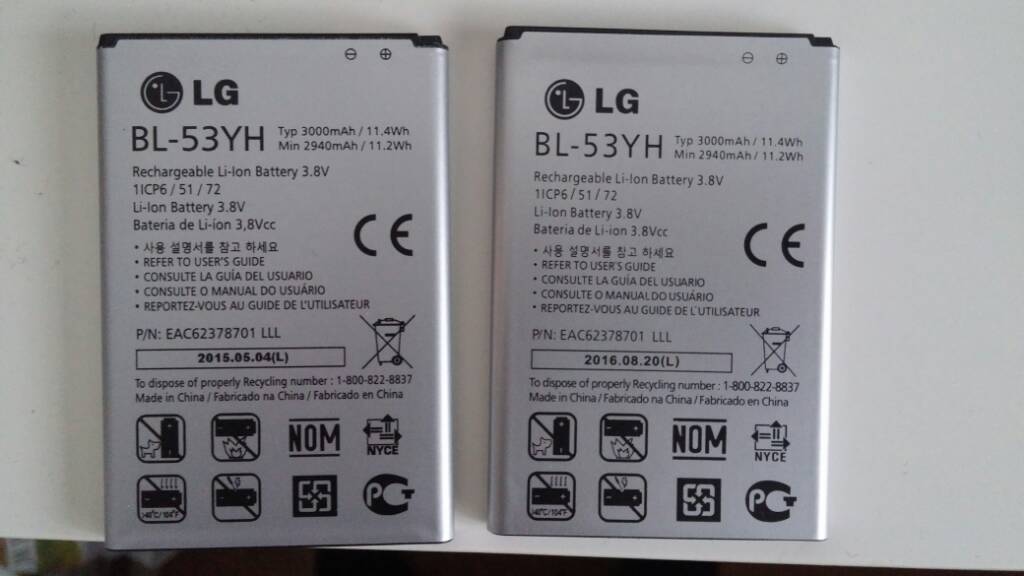 ⊖ ⊕
LG
BL-53YH
Typ 3000mAh / 11.4Wh
Min 2940mAh / 11.2Wh
Rechargeable Li-Ion Battery 3.8V
1ICP6 / 51 / 72
Li-Ion Battery 3.8V
Bateria de Li-íon 3,8Vcc
CE
• 사용 설명서를 참고 하세요
• REFER TO USER'S GUIDE
• CONSULTE LA GUÍA DEL USUARIO
• CONSULTE O MANUAL DO USUÁRIO
• REPORTEZ-VOUS AU GUIDE DE L'UTILISATEUR
P/N: EAC62378701 LLL
2015.05.04(L)
To dispose of properly Recycling number : 1-800-822-8837
Made in China / Fabricado na China / Fabricado en China
NOM
NYCE
>40°C/104°F
⊖ ⊕
LG
BL-53YH
Typ 3000mAh / 11.4Wh
Min 2940mAh / 11.2Wh
Rechargeable Li-Ion Battery 3.8V
1ICP6 / 51 / 72
Li-Ion Battery 3.8V
Bateria de Li-íon 3.8Vcc
CE
• 사용 설명서를 참고 하세요
• REFER TO USER'S GUIDE
• CONSULTE LA GUÍA DEL USUARIO
• CONSULTE O MANUAL DO USUÁRIO
• REPORTEZ-VOUS AU GUIDE DE L'UTILISATEUR
P/N: EAC62378701 LLL
2016.08.20(L)
To dispose of properly Recycling number : 1-800-822-8837
Made in China / Fabricado na China / Fabricado en China
NOM
NYCE
>40°C/104°F